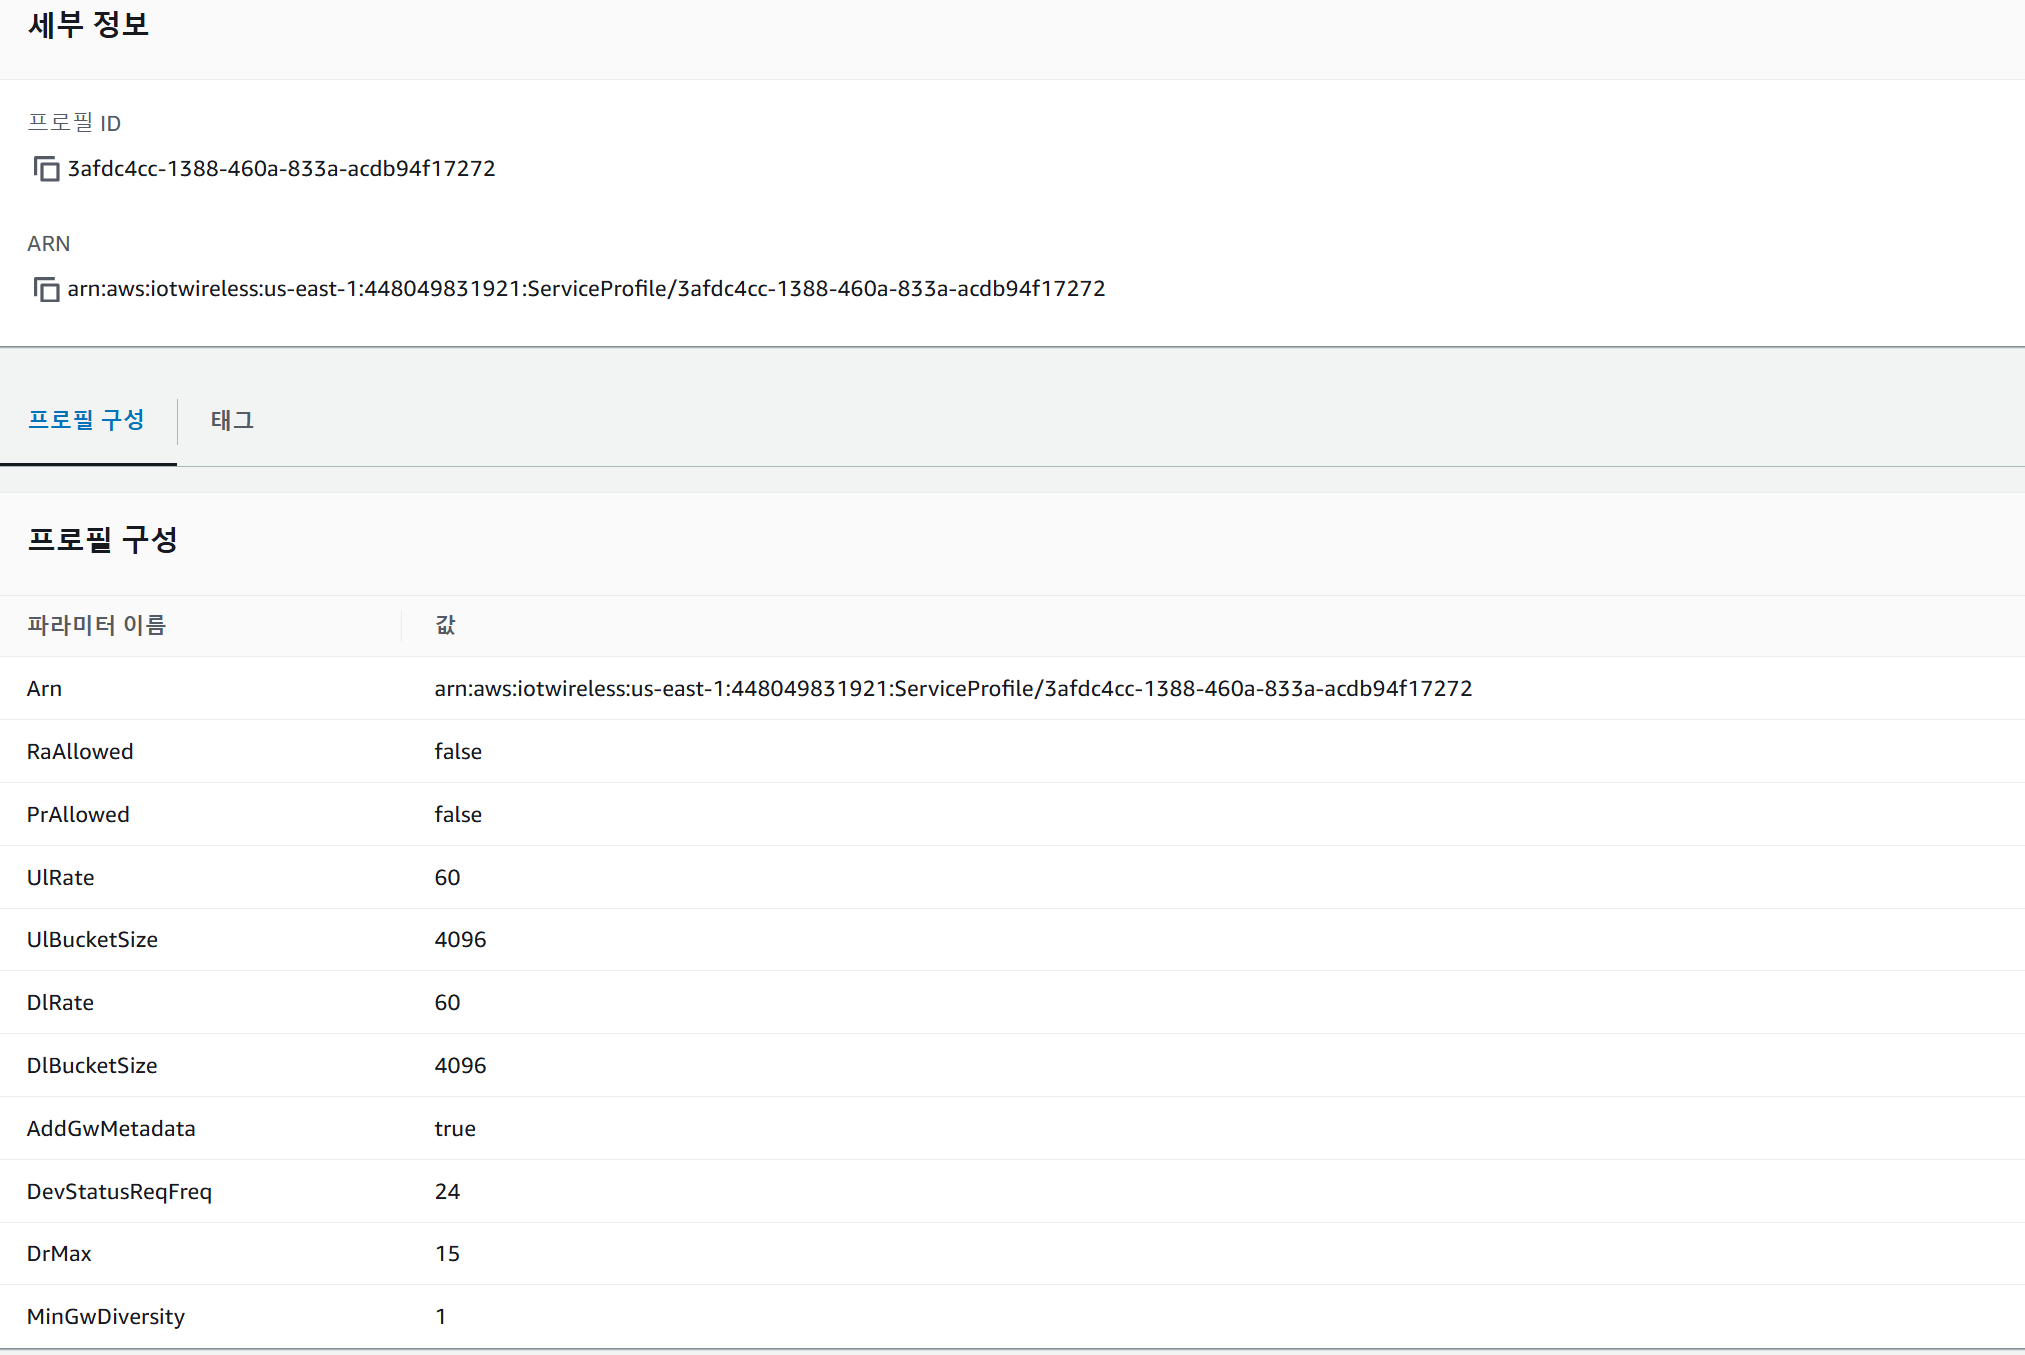 세부 정보
프로필 ID
3afdc4cc-1388-460a-833a-acdb94f17272
ARN
arn:aws:iotwireless:us-east-1:448049831921:ServiceProfile/3afdc4cc-1388-460a-833a-acdb94f17272
프로필 구성 태그
프로필 구성
파라미터 이름 값
Arn arn:aws:iotwireless:us-east-1:448049831921:ServiceProfile/3afdc4cc-1388-460a-833a-acdb94f17272
RaAllowed false
PrAllowed false
UlRate 60
UlBucketSize 4096
DlRate 60
DlBucketSize 4096
AddGwMetadata true
DevStatusReqFreq 24
DrMax 15
MinGwDiversity 1